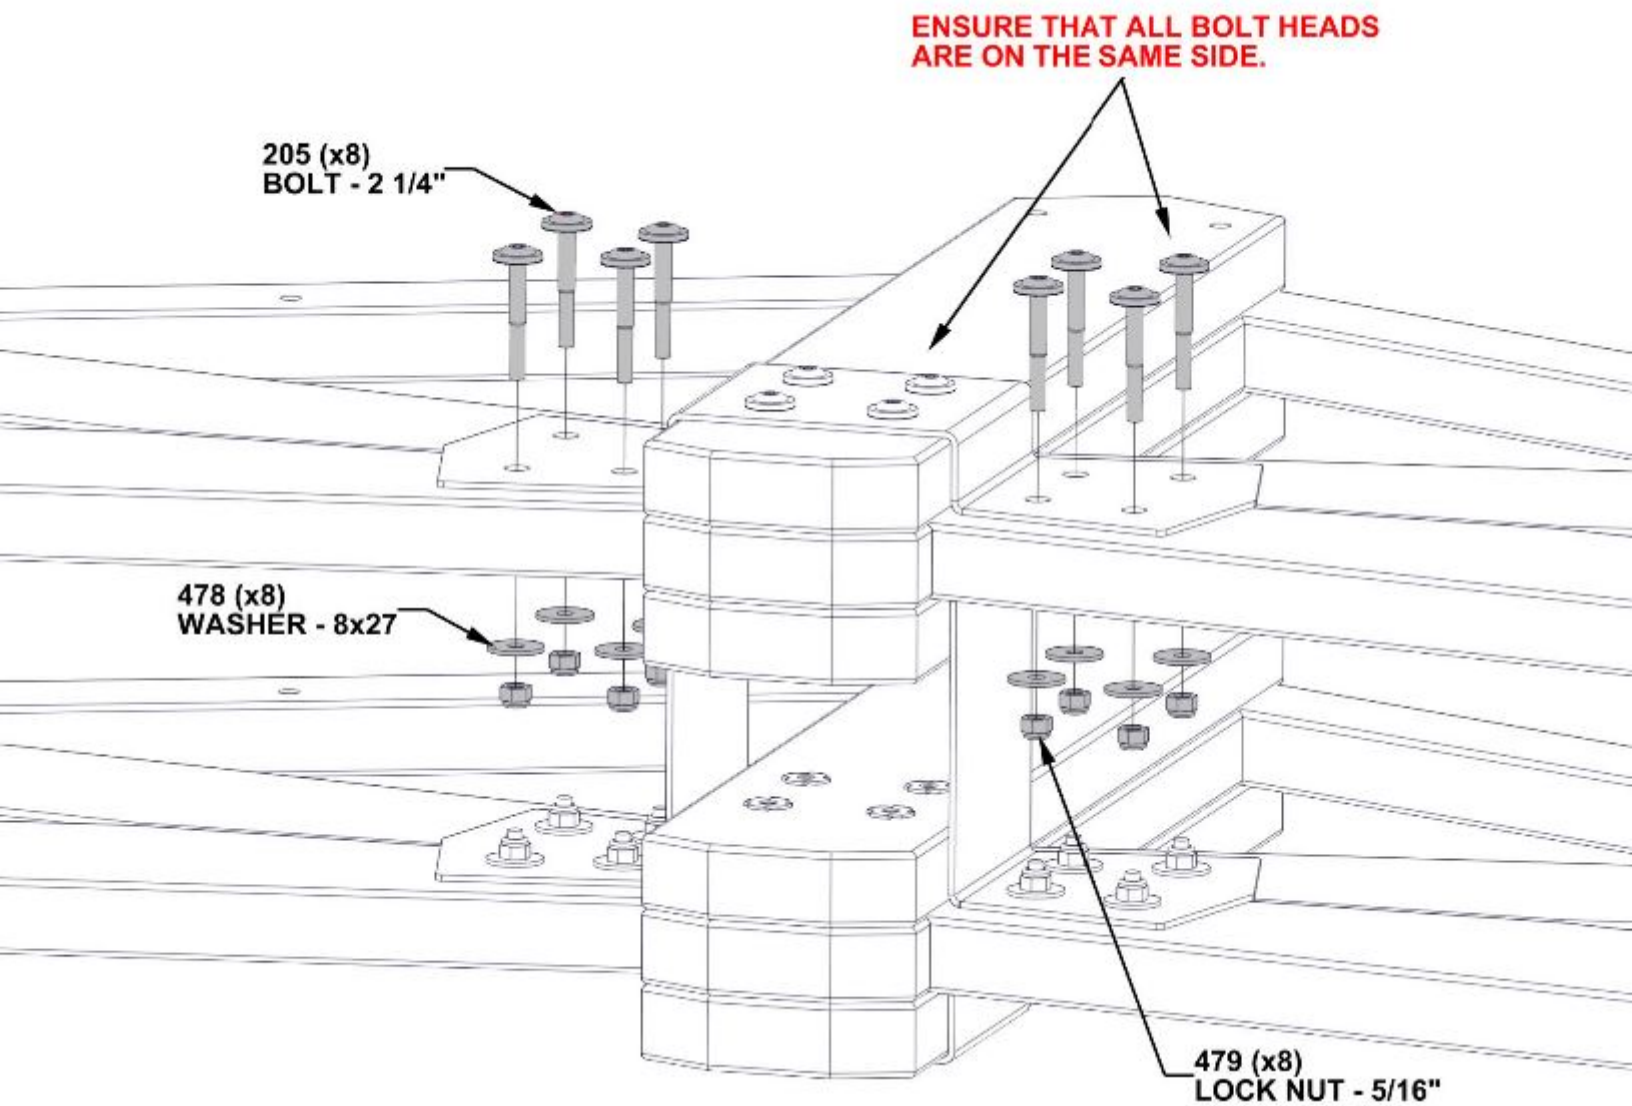 ENSURE THAT ALL BOLT HEADS
ARE ON THE SAME SIDE.
205 (x8)
BOLT - 2 1/4"
478 (x8)
WASHER - 8x27
479 (x8)
LOCK NUT - 5/16"